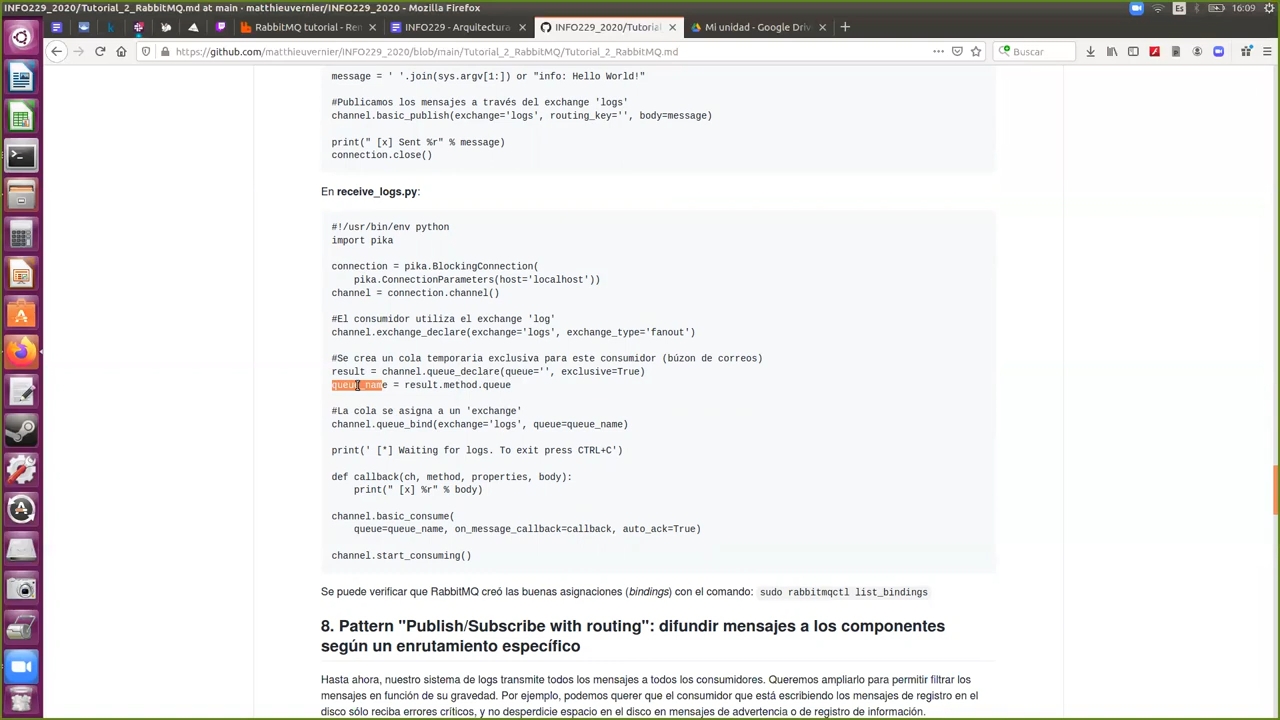 INFO229_2020/Tutorial_2_RabbitMQ.md at main · matthieuvernier/INFO229_2020 - Mozilla Firefox
Es
16:09
RabbitMQ tutorial - Re
INFO229 - Arquitectura
INFO229_2020/Tutorial
Mi unidad - Google Driv
https://github.com/matthieuvernier/INFO229_2020/blob/main/Tutorial_2_RabbitMQ/Tutorial_2_RabbitMQ.md
Buscar
message = ' '.join(sys.argv[1:]) or "info: Hello World!"
#Publicamos los mensajes a través del exchange 'logs'
channel.basic_publish(exchange='logs', routing_key='', body=message)
print(" [x] Sent %r" % message)
connection.close()
En receive_logs.py:
#!/usr/bin/env python
import pika
connection = pika.BlockingConnection(
pika.ConnectionParameters(host='localhost'))
channel = connection.channel()
#El consumidor utiliza el exchange 'log'
channel.exchange_declare(exchange='logs', exchange_type='fanout')
#Se crea un cola temporaria exclusiva para este consumidor (búzon de correos)
result = channel.queue_declare(queue='', exclusive=True)
queue_name = result.method.queue
#La cola se asigna a un 'exchange'
channel.queue_bind(exchange='logs', queue=queue_name)
print(' [*] Waiting for logs. To exit press CTRL+C')
def callback(ch, method, properties, body):
print(" [x] %r" % body)
channel.basic_consume(
queue=queue_name, on_message_callback=callback, auto_ack=True)
channel.start_consuming()
Se puede verificar que RabbitMQ creó las buenas asignaciones (bindings) con el comando: sudo rabbitmqctl list_bindings
8. Pattern "Publish/Subscribe with routing": difundir mensajes a los componentes
según un enrutamiento específico
Hasta ahora, nuestro sistema de logs transmite todos los mensajes a todos los consumidores. Queremos ampliarlo para permitir filtrar los
mensajes en función de su gravedad. Por ejemplo, podemos querer que el consumidor que está escribiendo los mensajes de registro en el
disco sólo reciba errores críticos, y no desperdicie espacio en el disco en mensajes de advertencia o de registro de información.